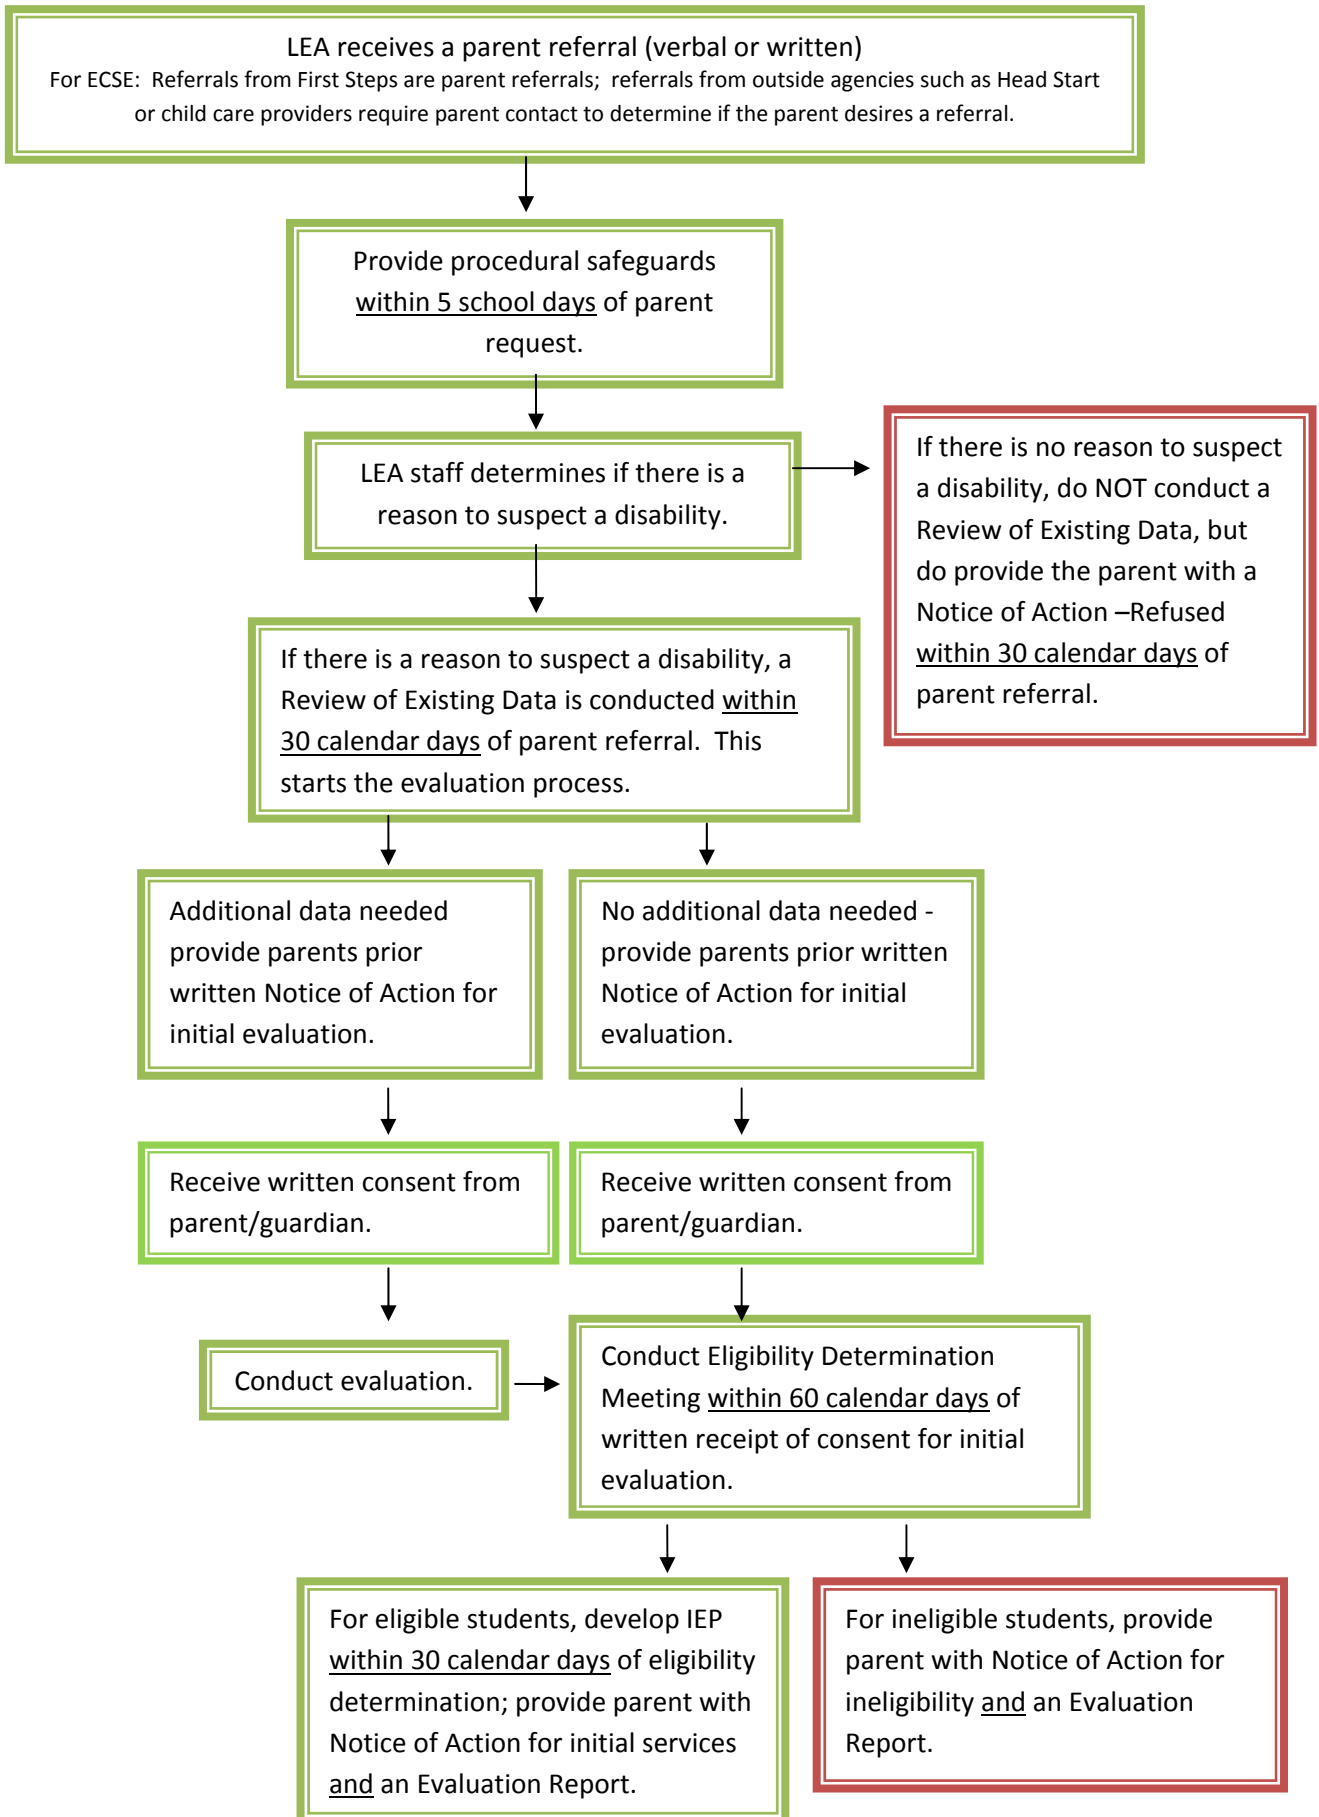 LEA receives a parent referral (verbal or written)
For ECSE:  Referrals from First Steps are parent referrals;  referrals from outside agencies such as Head Start
or child care providers require parent contact to determine if the parent desires a referral.
Provide procedural safeguards
within 5 school days of parent
request.
LEA staff determines if there is a
reason to suspect a disability.
If there is no reason to suspect
a disability, do NOT conduct a
Review of Existing Data, but
do provide the parent with a
Notice of Action –Refused
within 30 calendar days of
parent referral.
If there is a reason to suspect a disability, a
Review of Existing Data is conducted within
30 calendar days of parent referral.  This
starts the evaluation process.
Additional data needed
provide parents prior
written Notice of Action for
initial evaluation.
No additional data needed -
provide parents prior written
Notice of Action for initial
evaluation.
Receive written consent from
parent/guardian.
Receive written consent from
parent/guardian.
Conduct evaluation.
Conduct Eligibility Determination
Meeting within 60 calendar days of
written receipt of consent for initial
evaluation.
For eligible students, develop IEP
within 30 calendar days of eligibility
determination; provide parent with
Notice of Action for initial services
and an Evaluation Report.
For ineligible students, provide
parent with Notice of Action for
ineligibility and an Evaluation
Report.